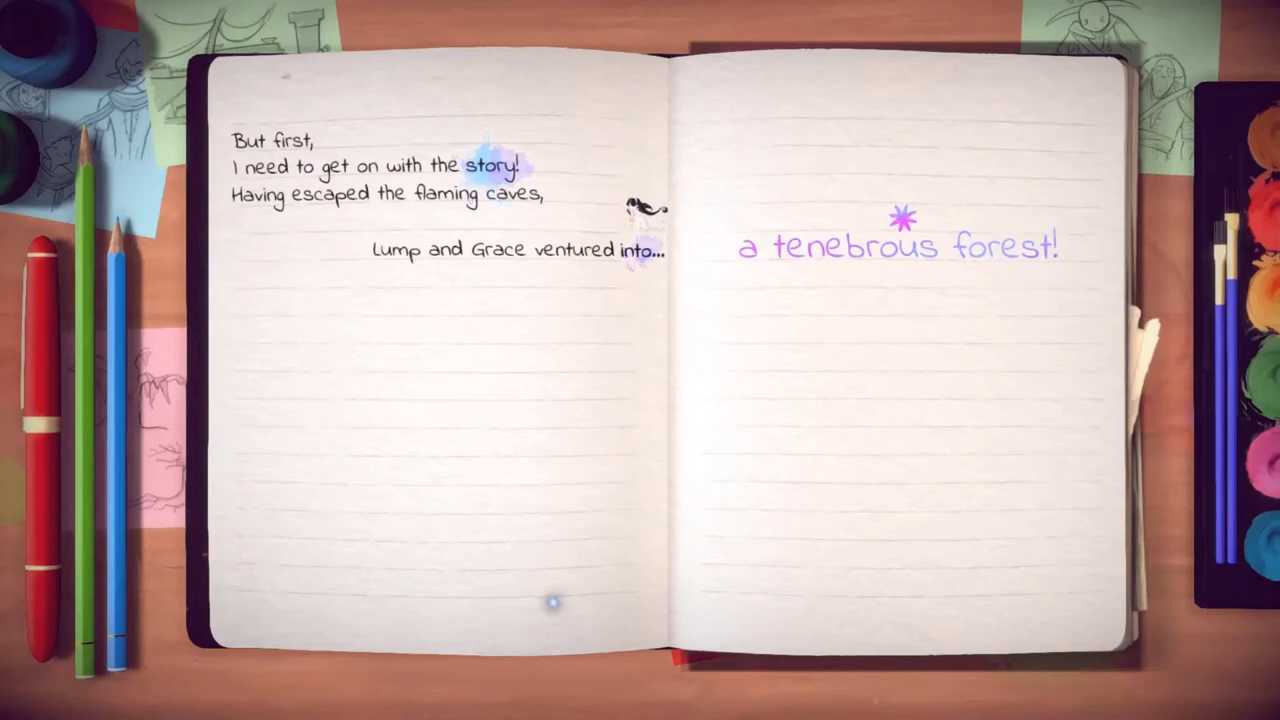 But first,
I need to get on with the story!
Having escaped the flaming caves,
Lump and Grace ventured into...
a tenebrous forest!